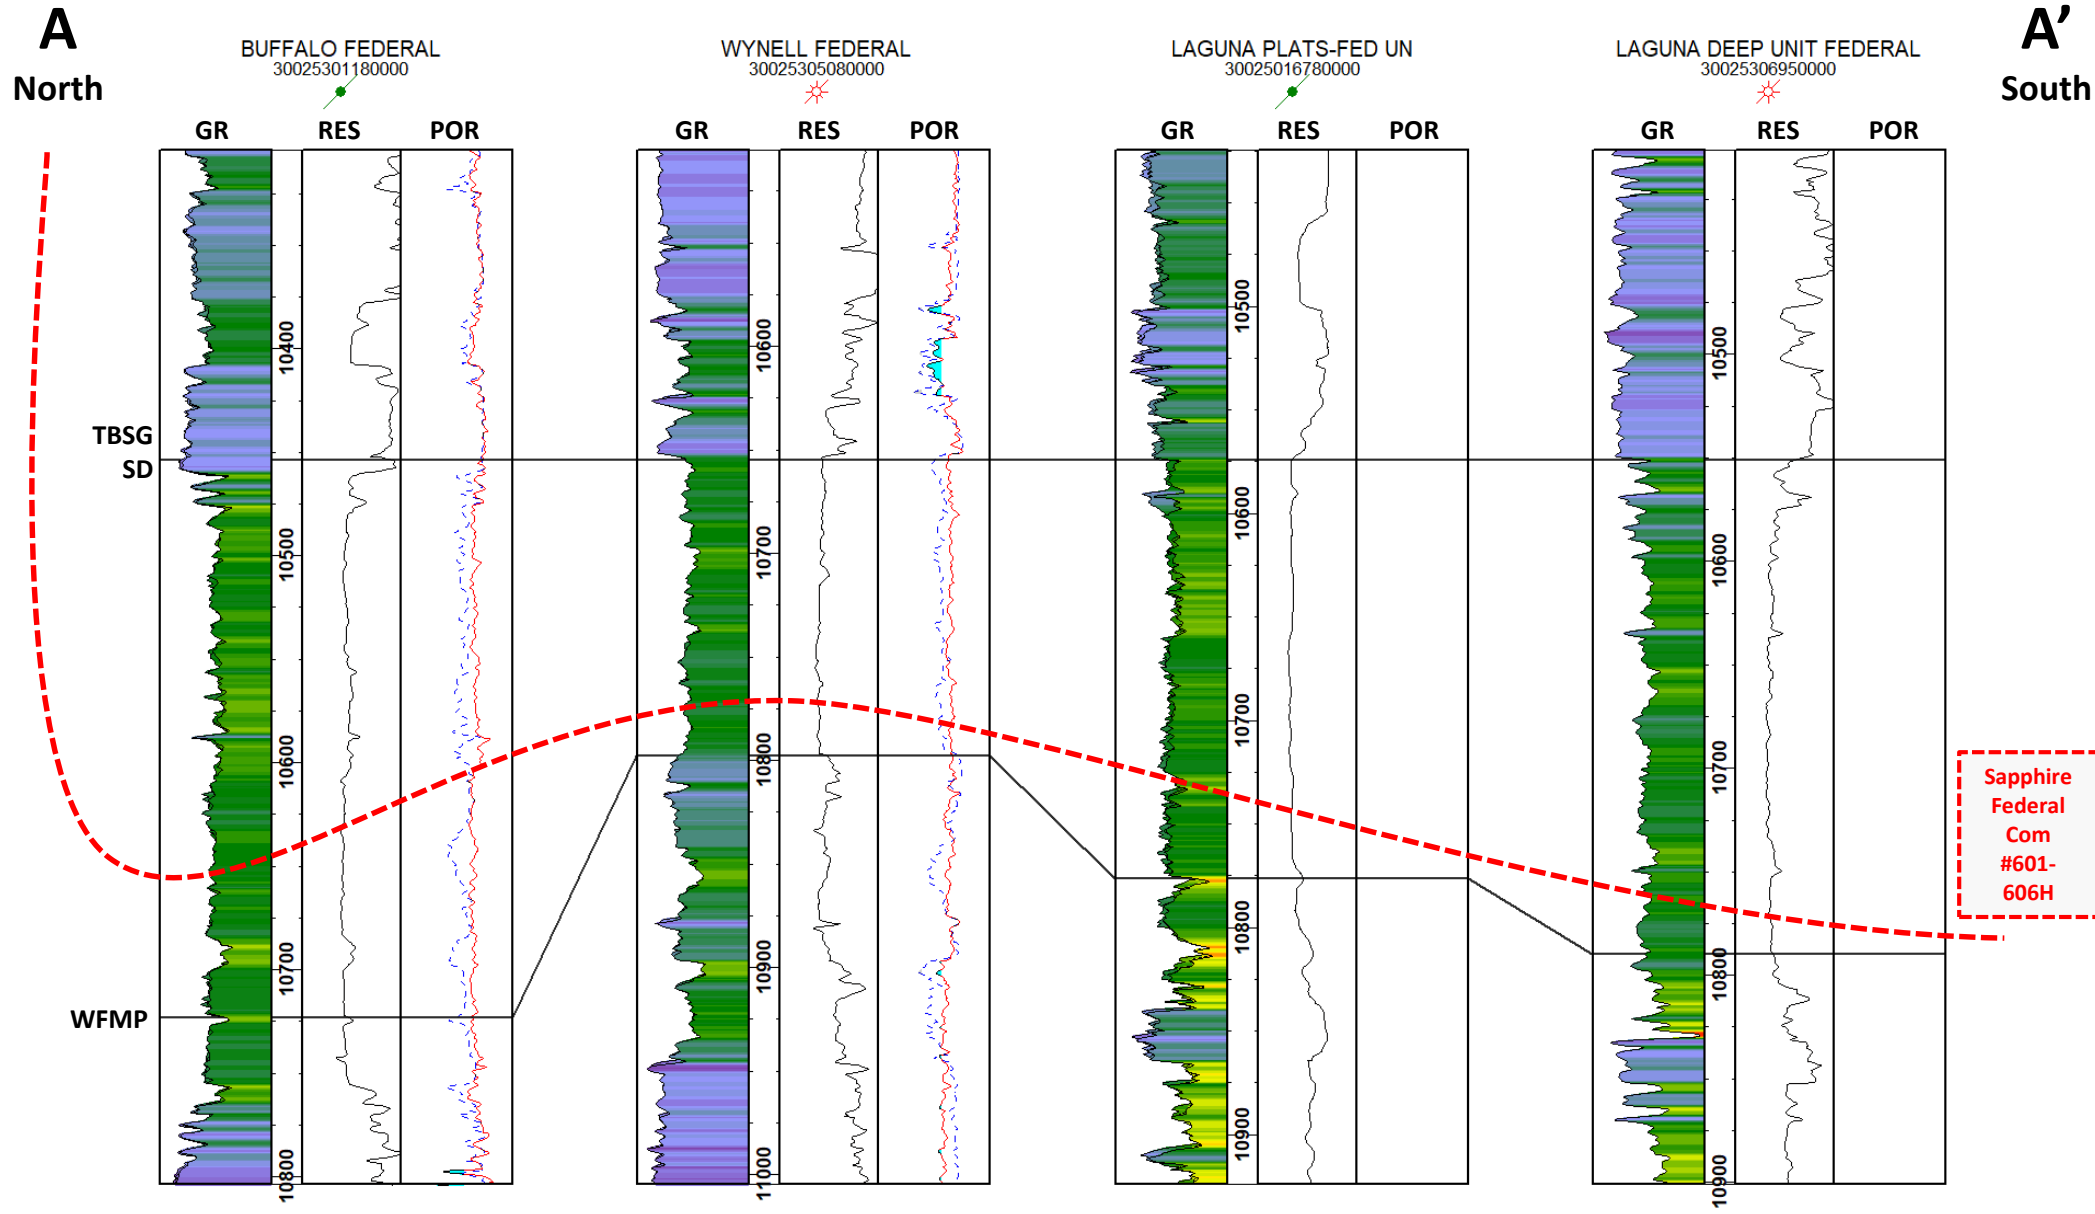 A
North
A'
South
BUFFALO FEDERAL
30025301180000
GR RES POR
10400
10500
10600
10700
10800
WYNELL FEDERAL
30025305080000
GR RES POR
10600
10700
10800
10900
11000
LAGUNA PLATS-FED UN
30025016780000
GR RES POR
10500
10600
10700
10800
10900
LAGUNA DEEP UNIT FEDERAL
30025306950000
GR RES POR
10500
10600
10700
10800
10900
TBSG
SD
WFMP
Sapphire
Federal
Com
#601-
606H